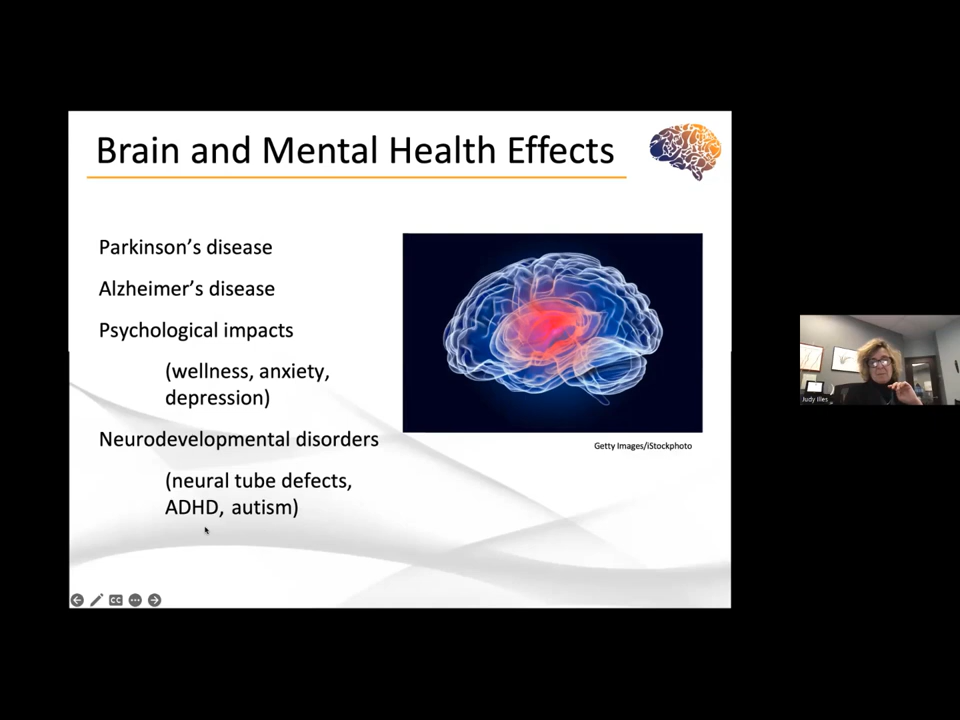 Brain and Mental Health Effects
Parkinson’s disease
Alzheimer’s disease
Psychological impacts
(wellness, anxiety,
depression)
Neurodevelopmental disorders
(neural tube defects,
ADHD, autism)
Getty Images/iStockphoto
CC
Judy Illes